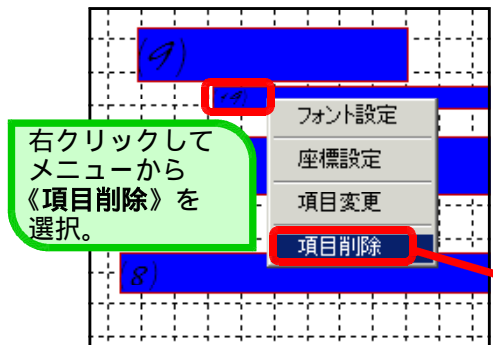 (9)
(9)
フォント設定
座標設定
項目変更
項目削除
右クリックして
メニューから
《項目削除》を
選択。
8)